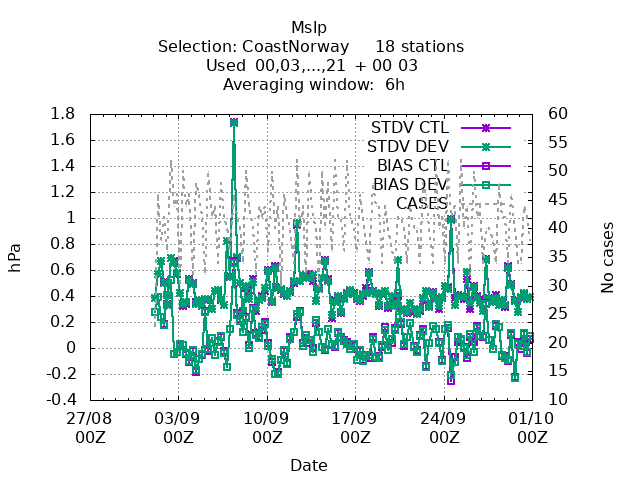 Mslp
Selection: CoastNorway 18 stations
Used 00,03,...,21 + 00 03
Averaging window: 6h
1.8
1.6
1.4
1.2
1
0.8
0.6
0.4
0.2
0
-0.2
-0.4
hPa
60
55
50
45
40
35
30
25
20
15
10
No cases
STDV CTL
STDV DEV
BIAS CTL
BIAS DEV
CASES
27/08 03/09 10/09 17/09 24/09 01/10
00Z 00Z 00Z 00Z 00Z 00Z
Date